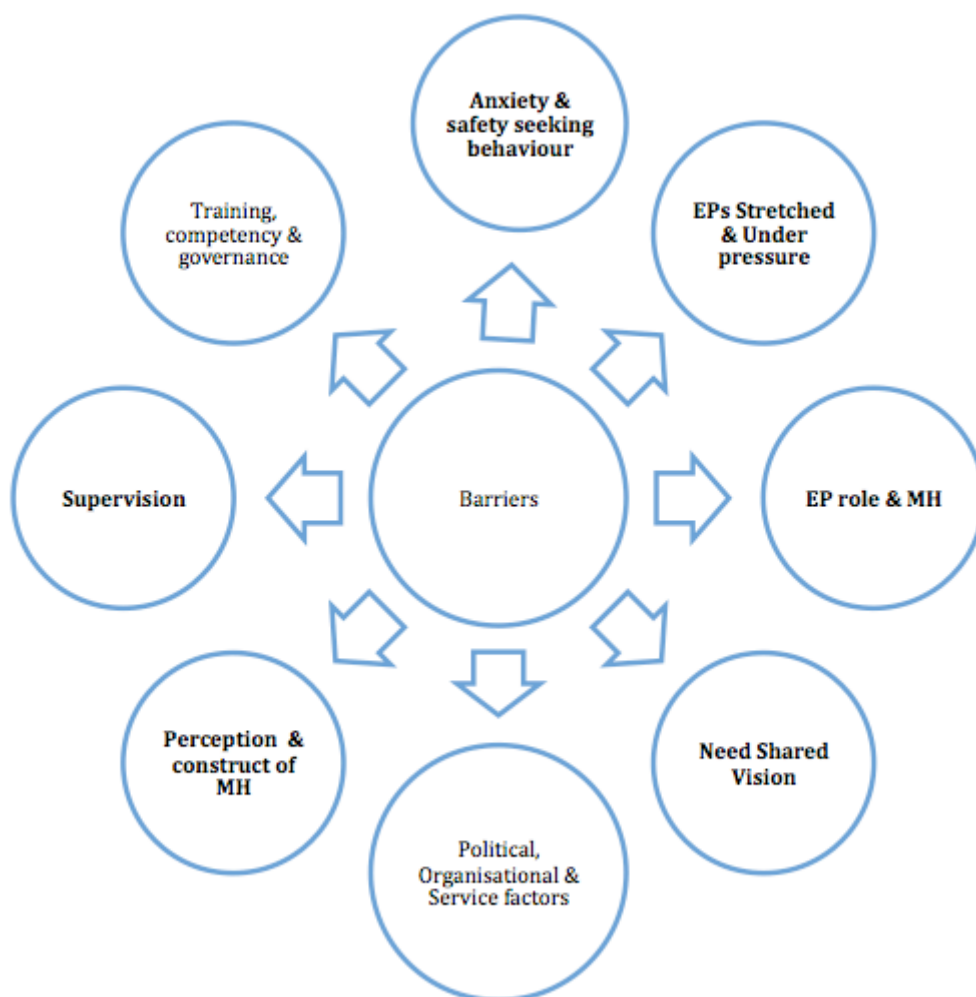 Anxiety &
safety seeking
behaviour
EPs Stretched
& Under
pressure
EP role & MH
Need Shared
Vision
Political,
Organisational &
Service factors
Perception &
construct of
MH
Supervision
Training,
competency &
governance
Barriers